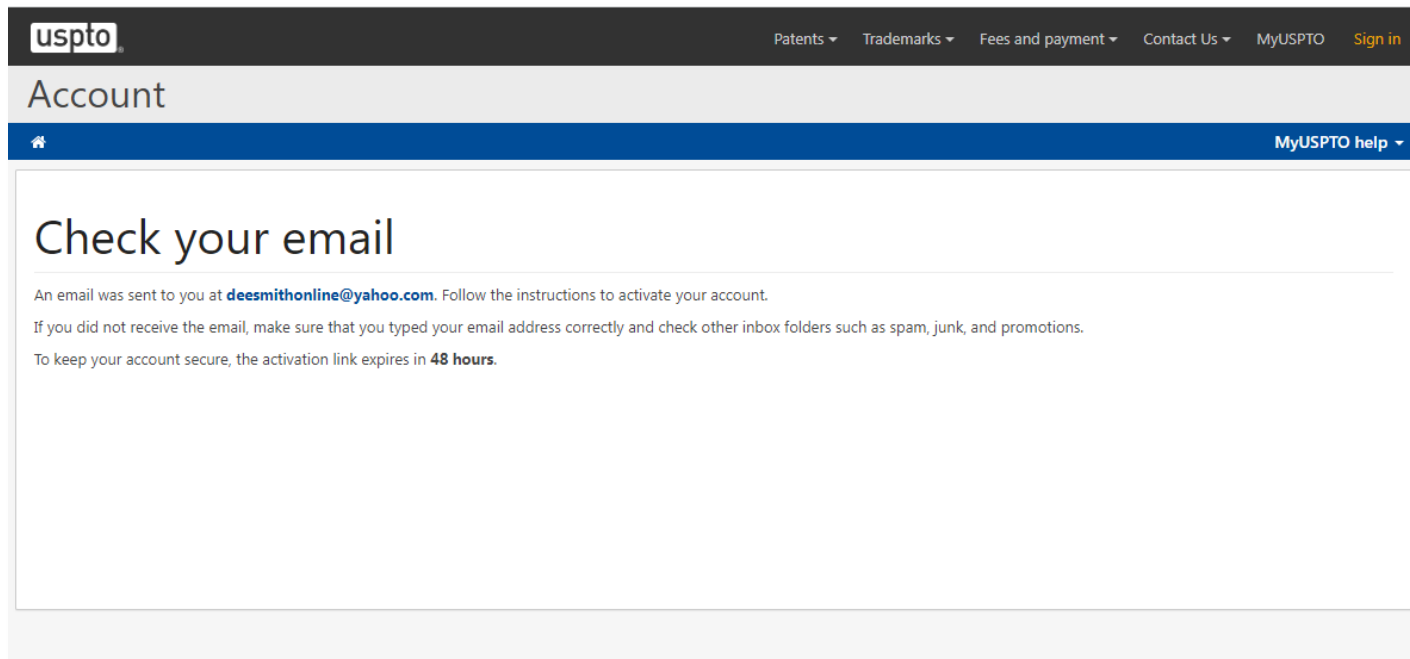 uspto
Patents Trademarks Fees and payment Contact Us MyUSPTO Sign in
Account
MyUSPTO help
Check your email
An email was sent to you at deesmithonline@yahoo.com. Follow the instructions to activate your account.
If you did not receive the email, make sure that you typed your email address correctly and check other inbox folders such as spam, junk, and promotions.
To keep your account secure, the activation link expires in 48 hours.